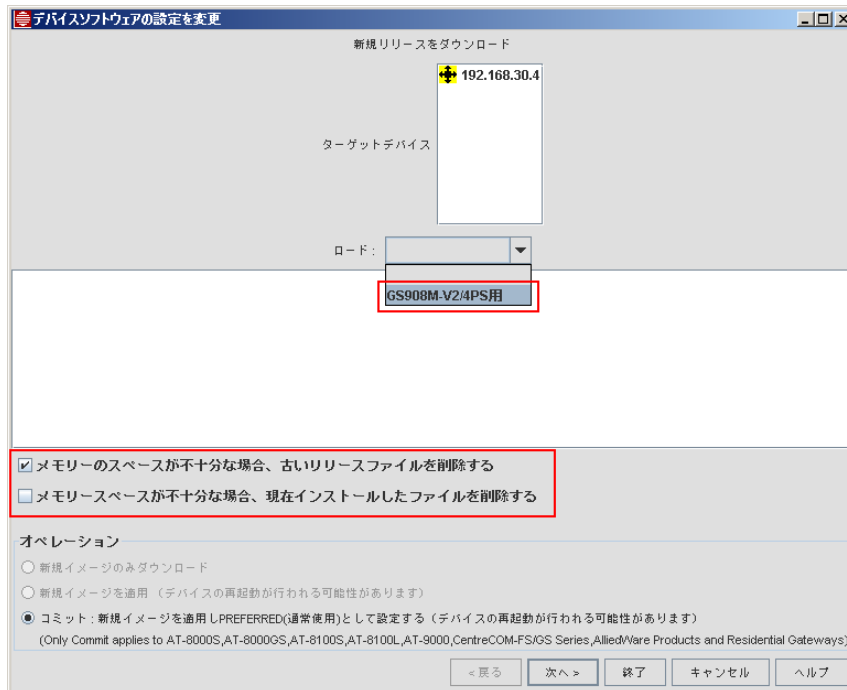 デバイスソフトウェアの設定を変更
新規リリースをダウンロード
192.168.30.4
ターゲットデバイス
ロード:
GS908M-V2/4PS用
メモリーのスペースが不十分な場合、古いリリースファイルを削除する
メモリースペースが不十分な場合、現在インストールしたファイルを削除する
オペレーション
新規イメージのみダウンロード
新規イメージを適用 (デバイスの再起動が行われる可能性があります)
コミット:新規イメージを適用しPREFERRED(通常使用)として設定する (デバイスの再起動が行われる可能性があります)
(Only Commit applies to AT-8000S,AT-8000GS,AT-8100S,AT-8100L,AT-9000,CentreCOM-FS/GS Series,AlliedWare Products and Residential Gateways)
<戻る 次へ> 終了 キャンセル ヘルプ